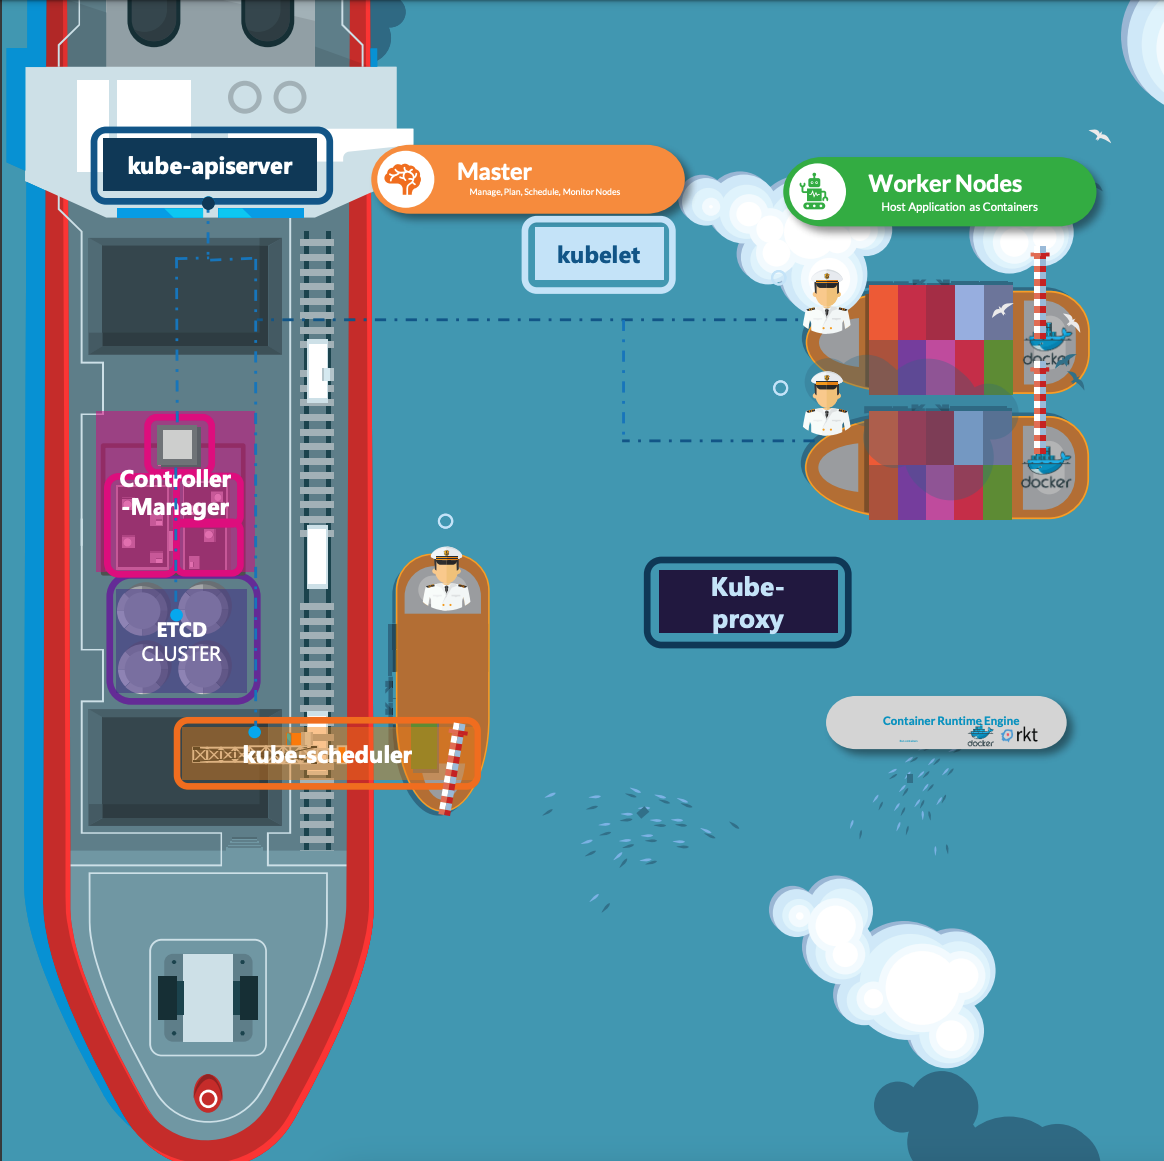 kube-apiserver
Master
Manage, Plan, Schedule, Monitor Nodes
Worker Nodes
Host Application as Containers
kubelet
docker
docker
Controller
-Manager
ETCD
CLUSTER
Kube-
proxy
kube-scheduler
Container Runtime Engine
docker
rkt